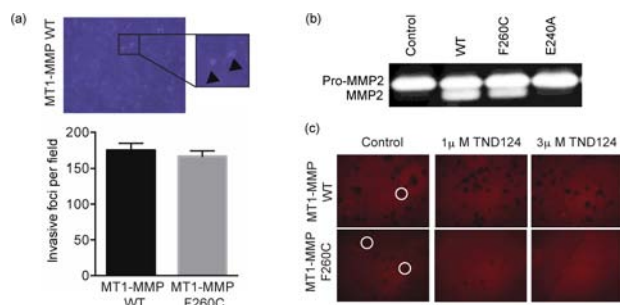 (a)
MT1-MMP WT
Invasive foci per field
200
150
100
50
0
MT1-MMP
WT
MT1-MMP
F260C
(b)
Control
WT
F260C
E240A
Pro-MMP2
MMP2
(c)
Control
1μ M TND124
3μ M TND124
MT1-MMP
WT
MT1-MMP
F260C